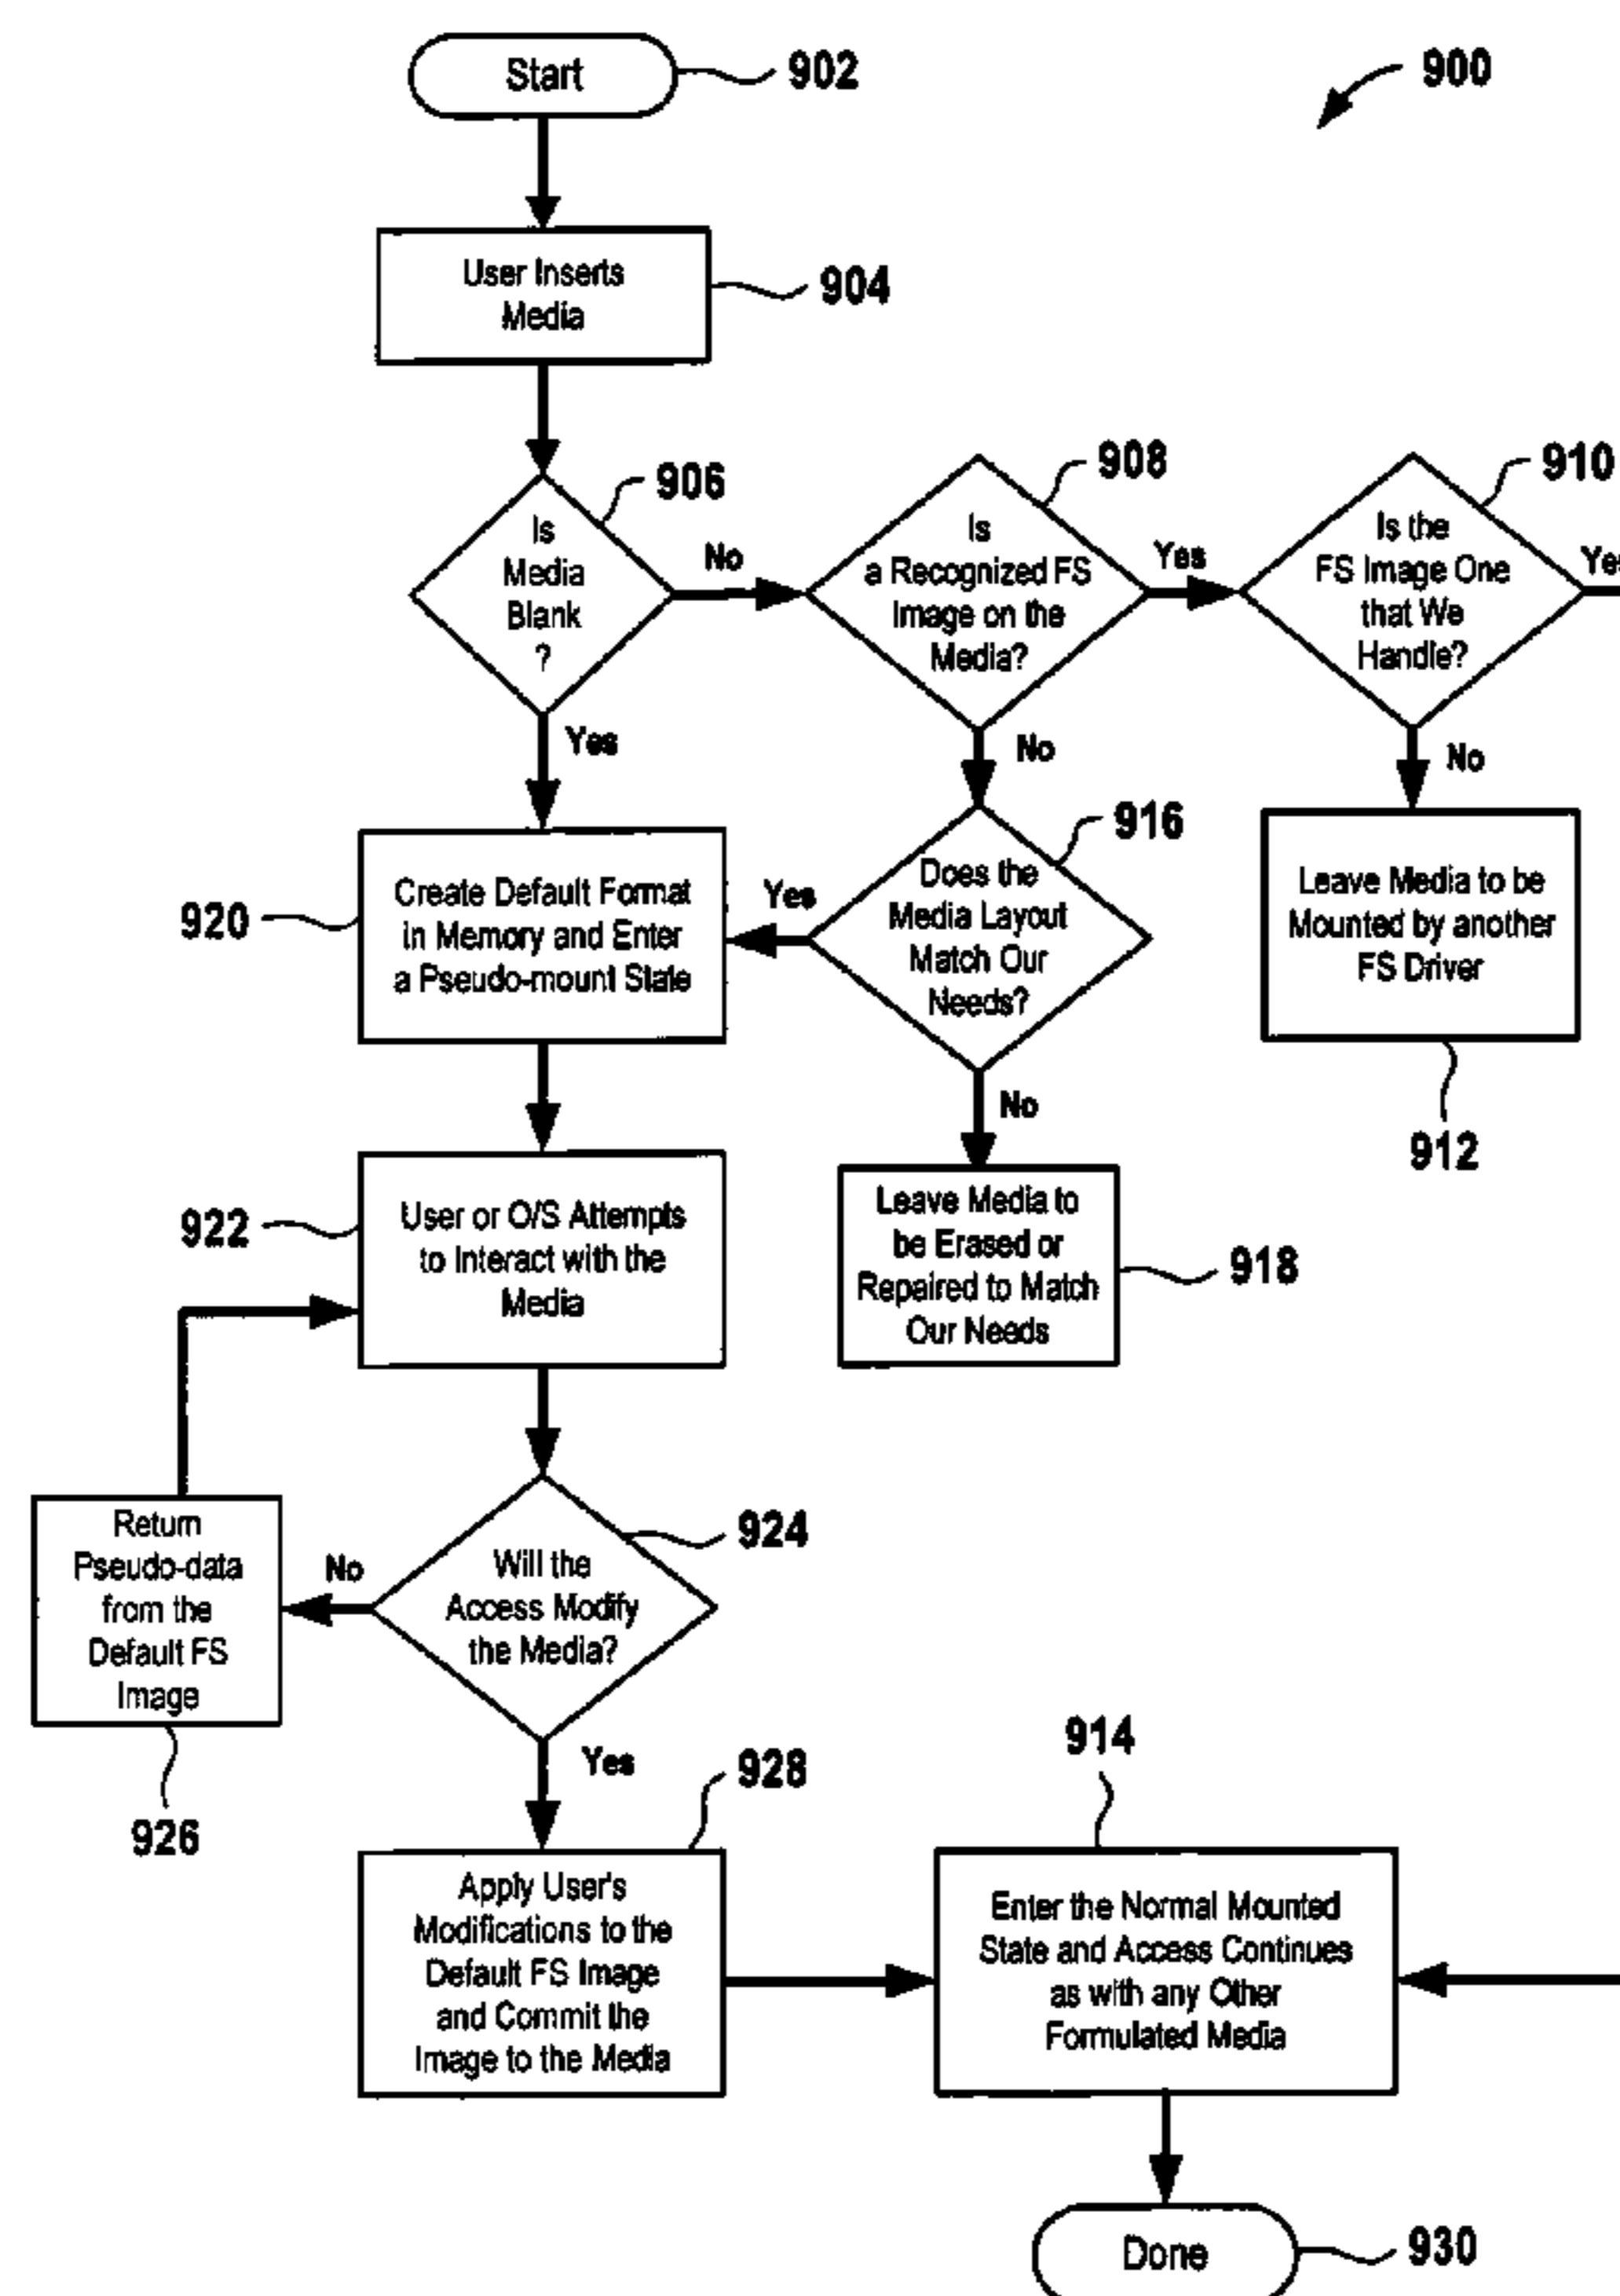 Start
902
900
User Inserts
Media
904
906
Is
Media
Blank
?
No
908
Is
a Recognized FS
Image on the
Media?
Yes
910
Is the
FS Image One
that We
Handle?
Yes
Yes
No
No
920
Create Default Format
in Memory and Enter
a Pseudo-mount State
Yes
916
Does the
Media Layout
Match Our
Needs?
Leave Media to be
Mounted by another
FS Driver
912
No
922
User or O/S Attempts
to Interact with the
Media
Leave Media to
be Erased or
Repaired to Match
Our Needs
918
924
Will the
Access Modify
the Media?
No
Return
Pseudo-data
from the
Default FS
Image
926
Yes
928
Apply User's
Modifications to the
Default FS Image
and Commit the
Image to the Media
914
Enter the Normal Mounted
State and Access Continues
as with any Other
Formulated Media
Done
930